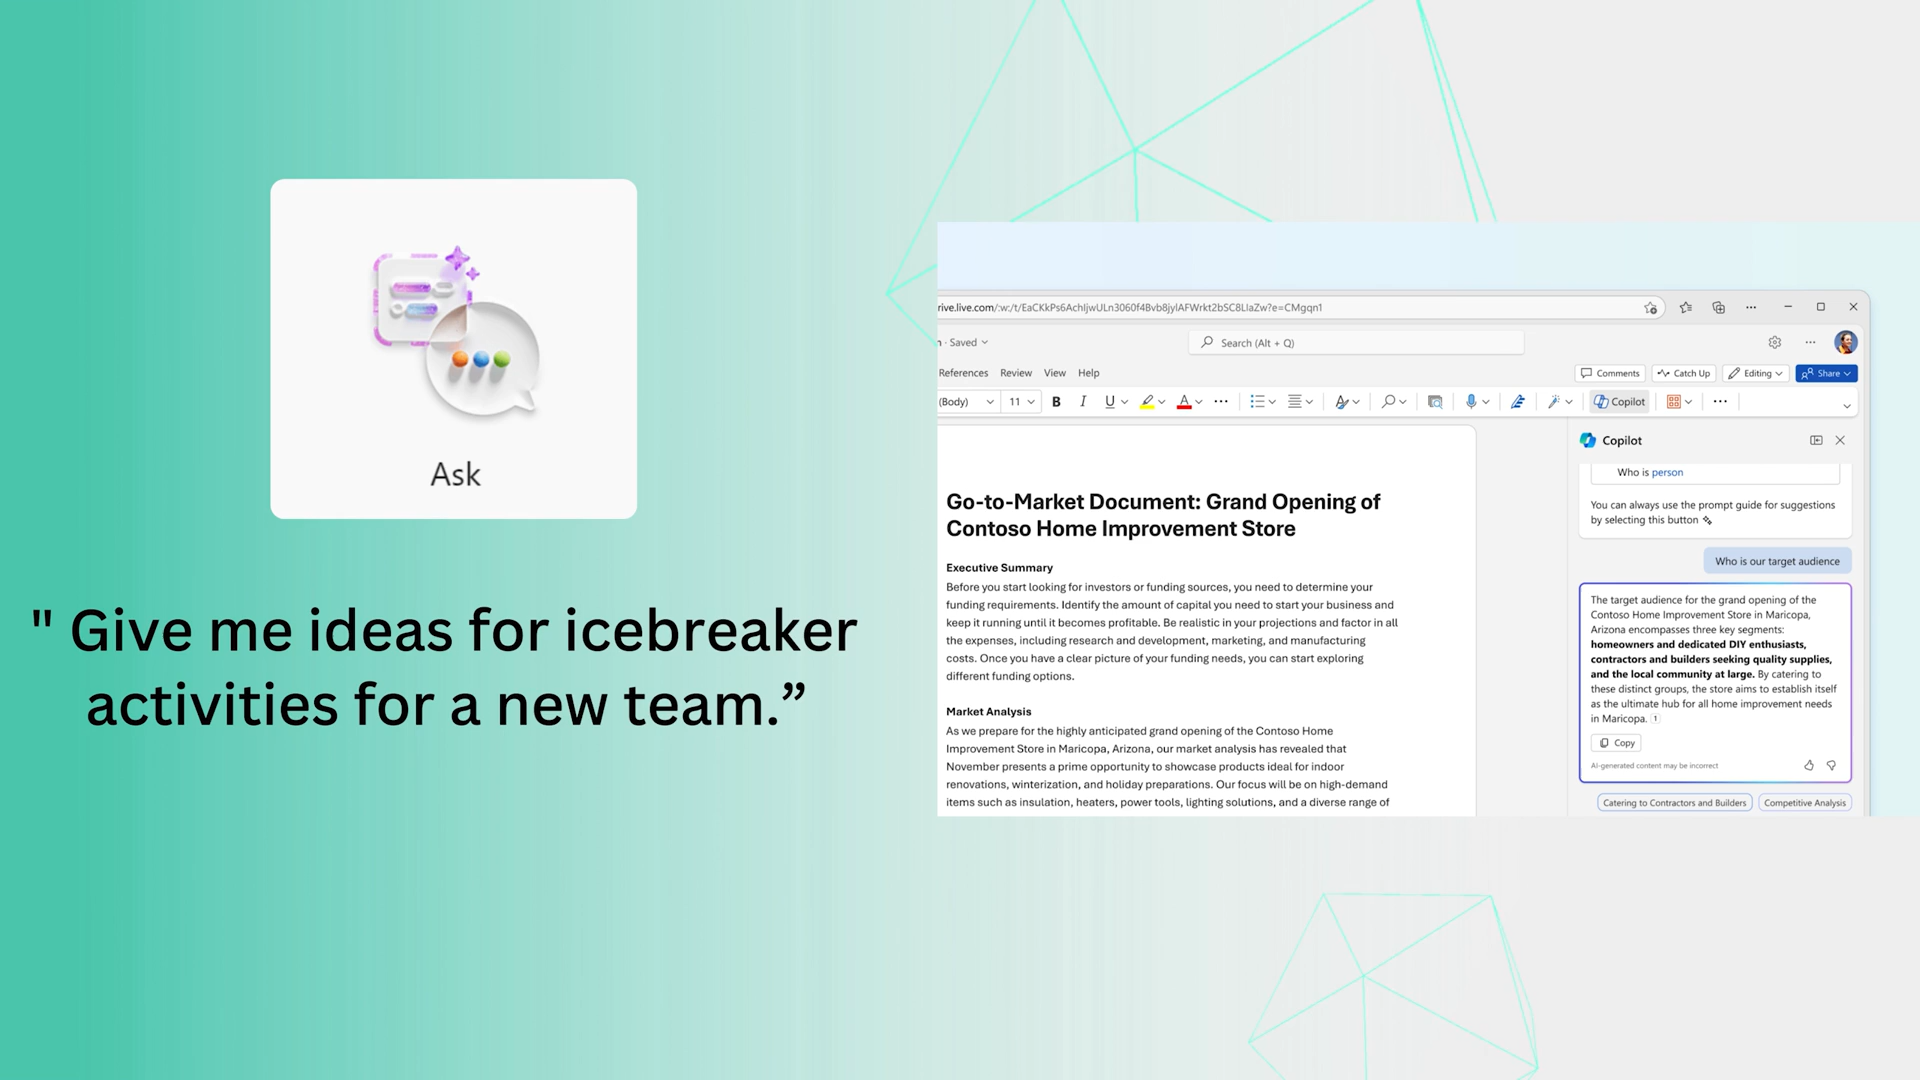 Ask
" Give me ideas for icebreaker
activities for a new team.”
rive.live.com/:w:/t/EaCKkPs6AchIjwULn3060f4Bvb8jylAFWrkt2bSC8LIaZw?e=CMgqn1
n · Saved
Search (Alt + Q)
References Review View Help
Comments Catch Up Editing Share
(Body) 11 B I U A Copilot
Go-to-Market Document: Grand Opening of
Contoso Home Improvement Store
Executive Summary
Before you start looking for investors or funding sources, you need to determine your
funding requirements. Identify the amount of capital you need to start your business and
keep it running until it becomes profitable. Be realistic in your projections and factor in all
the expenses, including research and development, marketing, and manufacturing
costs. Once you have a clear picture of your funding needs, you can start exploring
different funding options.
Market Analysis
As we prepare for the highly anticipated grand opening of the Contoso Home
Improvement Store in Maricopa, Arizona, our market analysis has revealed that
November presents a prime opportunity to showcase products ideal for indoor
renovations, winterization, and holiday preparations. Our focus will be on high-demand
items such as insulation, heaters, power tools, lighting solutions, and a diverse range of
Copilot
Who is person
You can always use the prompt guide for suggestions
by selecting this button
Who is our target audience
The target audience for the grand opening of the
Contoso Home Improvement Store in Maricopa,
Arizona encompasses three key segments:
homeowners and dedicated DIY enthusiasts,
contractors and builders seeking quality supplies,
and the local community at large. By catering to
these distinct groups, the store aims to establish itself
as the ultimate hub for all home improvement needs
in Maricopa. 1
Copy
AI-generated content may be incorrect
Catering to Contractors and Builders Competitive Analysis